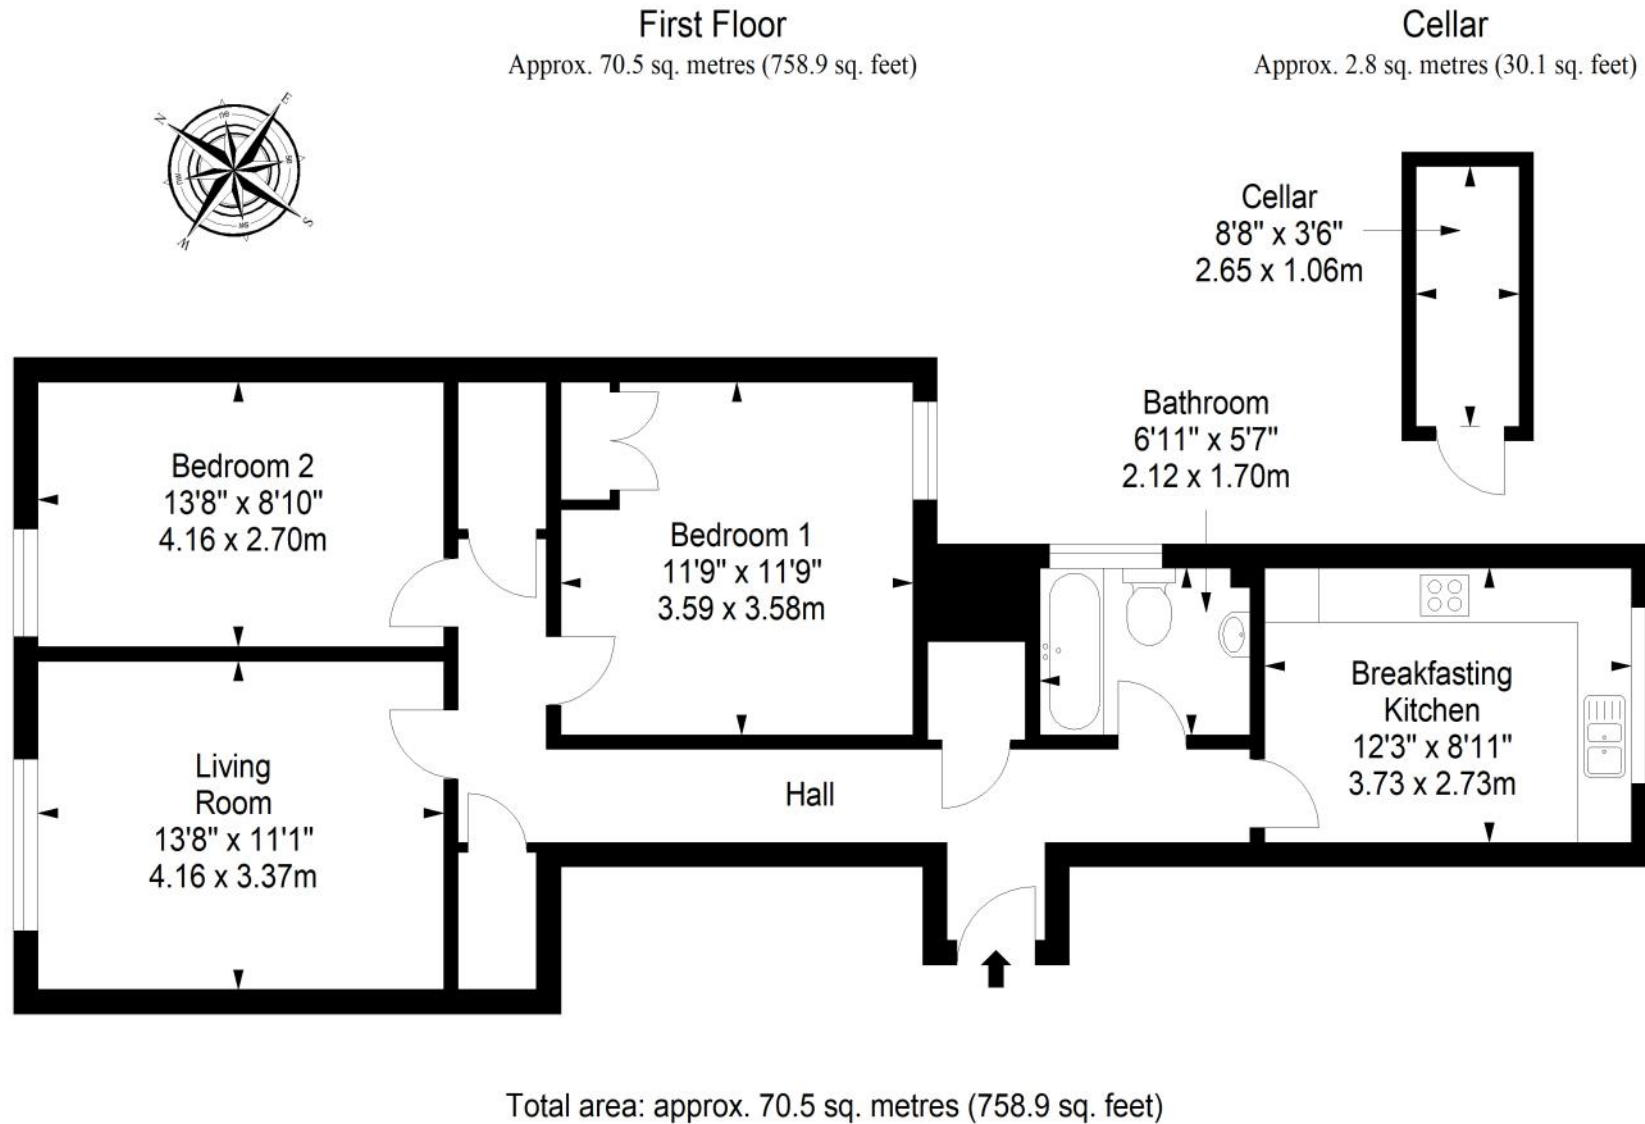 First Floor
Approx. 70.5 sq. metres (758.9 sq. feet)
Cellar
Approx. 2.8 sq. metres (30.1 sq. feet)
N
ne
E
se
S
sw
W
nw
Cellar
8'8" x 3'6"
2.65 x 1.06m
Bathroom
6'11" x 5'7"
2.12 x 1.70m
Bedroom 2
13'8" x 8'10"
4.16 x 2.70m
Bedroom 1
11'9" x 11'9"
3.59 x 3.58m
Breakfasting
Kitchen
12'3" x 8'11"
3.73 x 2.73m
Living
Room
13'8" x 11'1"
4.16 x 3.37m
Hall
Total area: approx. 70.5 sq. metres (758.9 sq. feet)